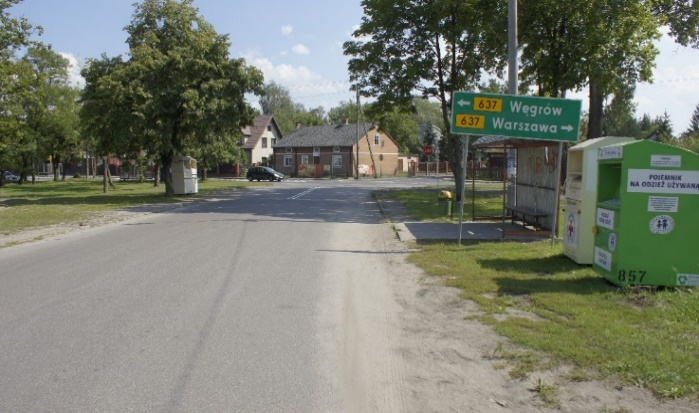 ← 637 Węgrów
637 Warszawa →
POJEMNIK
NA ODZIEŻ UŻYWANĄ
857